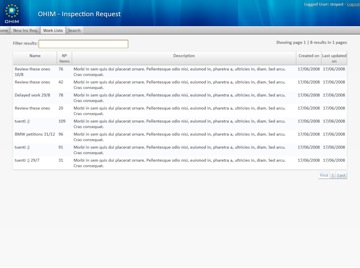 Logged User: skipod - Logout
OHIM
OHIM - Inspection Request
Home New Ins Req. Work Lists Search
Filter results:
Showing page 1 | 8 results in 1 pages
Name Nº Items Description Created on Last updated on
Review these ones 10/8 76 Morbi in sem quis dui placerat ornare. Pellentesque odio nisi, euismod in, pharetra a, ultricies in, diam. Sed arcu. Cras consequat. 17/06/2008 17/06/2008
Review these ones 62 Morbi in sem quis dui placerat ornare. Pellentesque odio nisi, euismod in, pharetra a, ultricies in, diam. Sed arcu. Cras consequat. 17/06/2008 17/06/2008
Delayed work 29/8 78 Morbi in sem quis dui placerat ornare. Pellentesque odio nisi, euismod in, pharetra a, ultricies in, diam. Sed arcu. Cras consequat. 17/06/2008 17/06/2008
Review these ones 20 Morbi in sem quis dui placerat ornare. Pellentesque odio nisi, euismod in, pharetra a, ultricies in, diam. Sed arcu. Cras consequat. 17/06/2008 17/06/2008
tsenti ;) 109 Morbi in sem quis dui placerat ornare. Pellentesque odio nisi, euismod in, pharetra a, ultricies in, diam. Sed arcu. Cras consequat. 17/06/2008 17/06/2008
BMW petitions 31/12 96 Morbi in sem quis dui placerat ornare. Pellentesque odio nisi, euismod in, pharetra a, ultricies in, diam. Sed arcu. Cras consequat. 17/06/2008 17/06/2008
tsenti ;) 91 Morbi in sem quis dui placerat ornare. Pellentesque odio nisi, euismod in, pharetra a, ultricies in, diam. Sed arcu. Cras consequat. 17/06/2008 17/06/2008
tsenti ;) 29/7 11 Morbi in sem quis dui placerat ornare. Pellentesque odio nisi, euismod in, pharetra a, ultricies in, diam. Sed arcu. Cras consequat. 17/06/2008 17/06/2008
First 1 Last